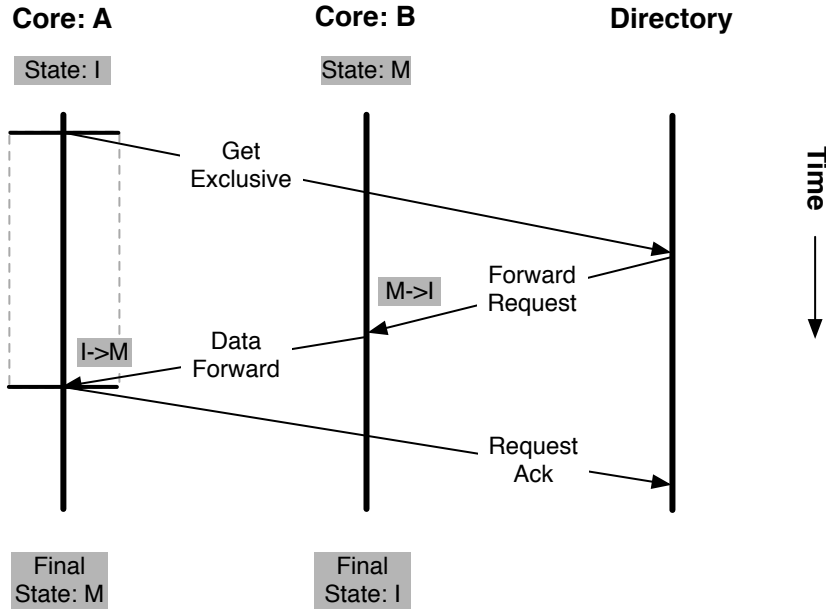 Core: A
Core: B
Directory
State: I
State: M
Get
Exclusive
Time
Forward
Request
M->I
Data
Forward
I->M
Request
Ack
Final
State: M
Final
State: I